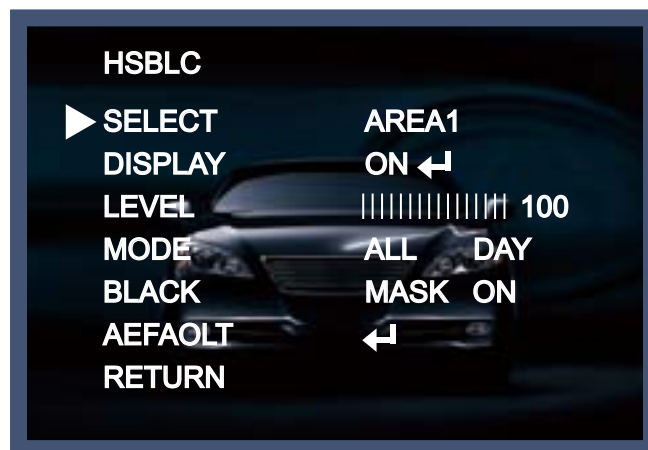 HSBLC
SELECT AREA1
DISPLAY ON
LEVEL 100
MODE ALL DAY
BLACK MASK ON
AEFAOLT
RETURN